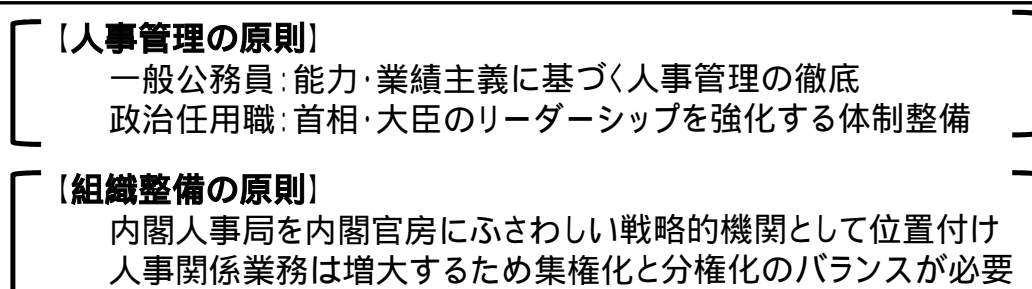 【人事管理の原則】
一般公務員：能力・業績主義に基づく人事管理の徹底
政治任用職：首相・大臣のリーダーシップを強化する体制整備
【組織整備の原則】
内閣人事局を内閣官房にふさわしい戦略的機関として位置付け
人事関係業務は増大するため集権化と分権化のバランスが必要